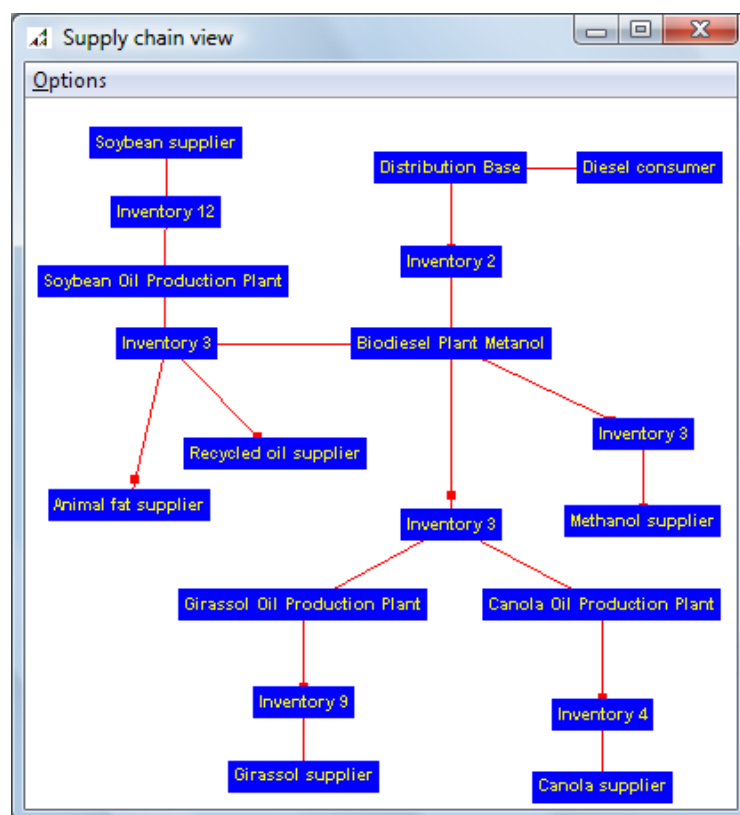 Supply chain view
Options
Soybean supplier
Distribution Base
Diesel consumer
Inventory 12
Inventory 2
Soybean Oil Production Plant
Inventory 3
Biodiesel Plant Metanol
Inventory 3
Recycled oil supplier
Animal fat supplier
Inventory 3
Methanol supplier
Girassol Oil Production Plant
Canola Oil Production Plant
Inventory 9
Inventory 4
Girassol supplier
Canola supplier